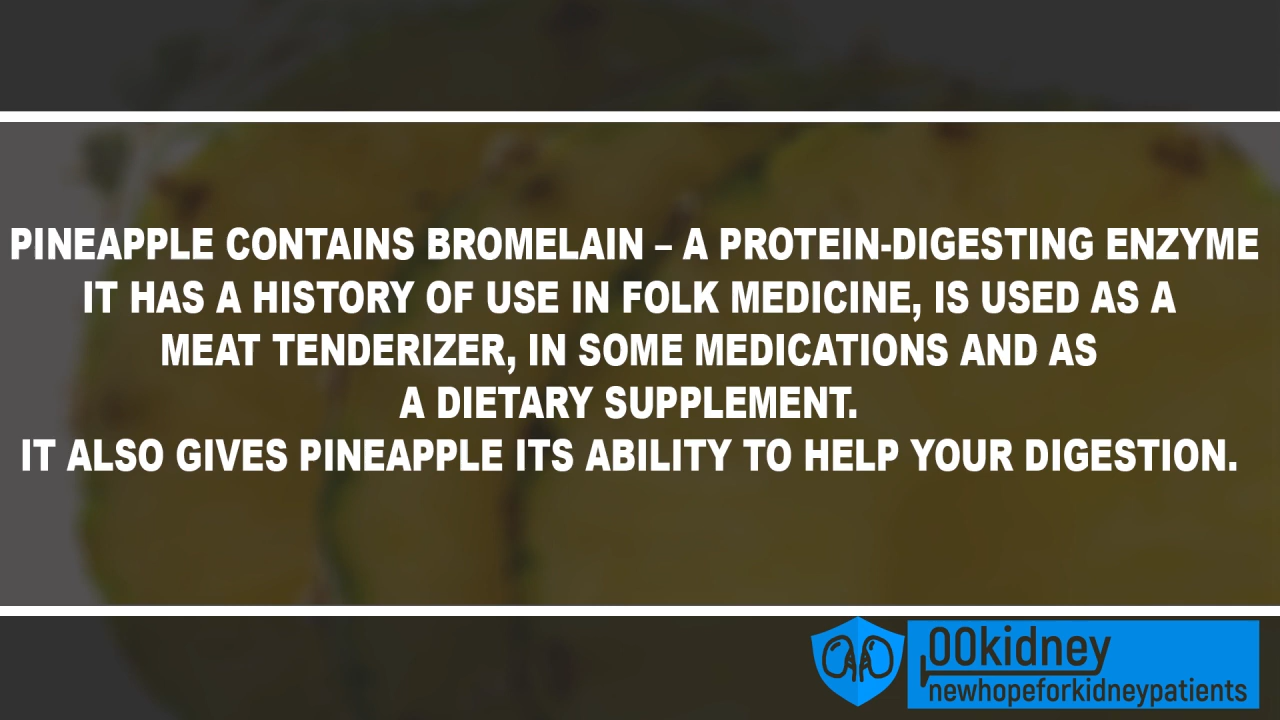 PINEAPPLE CONTAINS BROMELAIN – A PROTEIN-DIGESTING ENZYME
IT HAS A HISTORY OF USE IN FOLK MEDICINE, IS USED AS A
MEAT TENDERIZER, IN SOME MEDICATIONS AND AS
A DIETARY SUPPLEMENT.
IT ALSO GIVES PINEAPPLE ITS ABILITY TO HELP YOUR DIGESTION.
00kidney
newhopeforkidneypatients